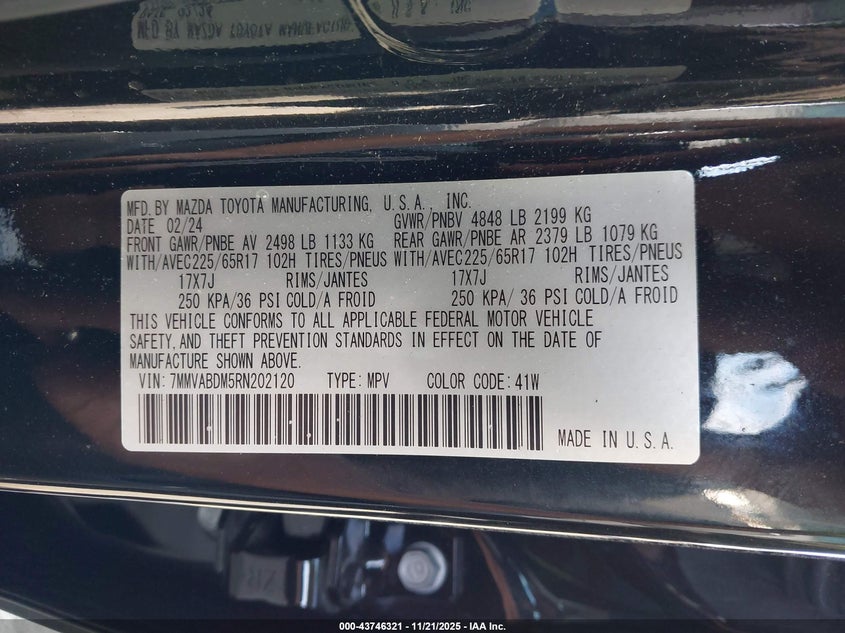 MFD. BY MAZDA TOYOTA MANUFACTURING, U.S.A., INC.
DATE 02/24 GVWR/PNBV 4848 LB 2199 KG
FRONT GAWR/PNBE AV 2498 LB 1133 KG REAR GAWR/PNBE AR 2379 LB 1079 KG
WITH/AVEC225/65R17 102H TIRES/PNEUS WITH/AVEC225/65R17 102H TIRES/PNEUS
17X7J RIMS/JANTES 17X7J RIMS/JANTES
250 KPA/36 PSI COLD/A FROID 250 KPA/ 36 PSI COLD/A FROID
THIS VEHICLE CONFORMS TO ALL APPLICABLE FEDERAL MOTOR VEHICLE
SAFETY,AND THEFT PREVENTION STANDARDS IN EFFECT ON THE DATE OF
MANUFACTURE SHOWN ABOVE.
VIN: 7MMVABDM5RN202120 TYPE: MPV COLOR CODE: 41W
MADE IN U.S.A.
000-43746321 - 11/21/2025 - IAA Inc.